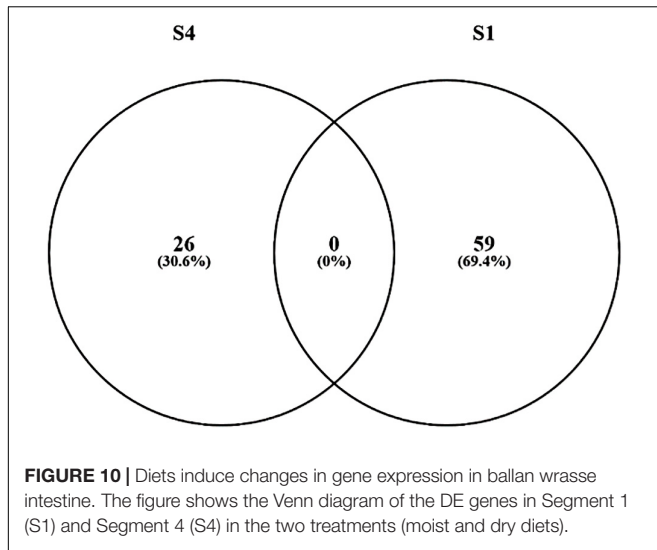 S4 S1
26 0 59
(30.6%) (0%) (69.4%)
FIGURE 10 | Diets induce changes in gene expression in ballan wrasse
intestine. The figure shows the Venn diagram of the DE genes in Segment 1
(S1) and Segment 4 (S4) in the two treatments (moist and dry diets).